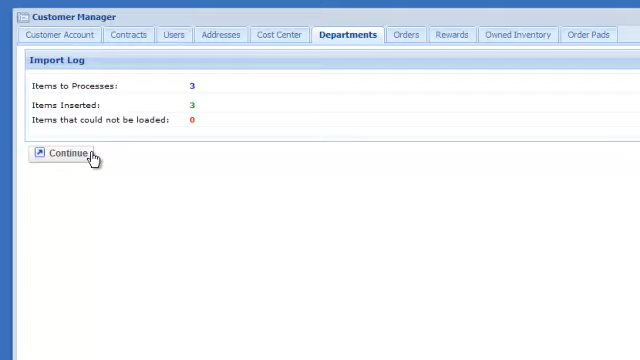 Customer Manager
Customer Account Contracts Users Addresses Cost Center Departments Orders Rewards Owned Inventory Order Pads
Import Log
Items to Processes: 3
Items Inserted: 3
Items that could not be loaded: 0
Continue